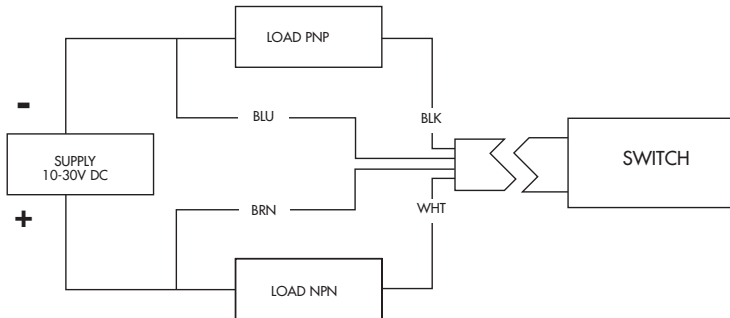 LOAD PNP
-
BLU
BLK
SUPPLY
10-30V DC
SWITCH
+
BRN
WHT
LOAD NPN